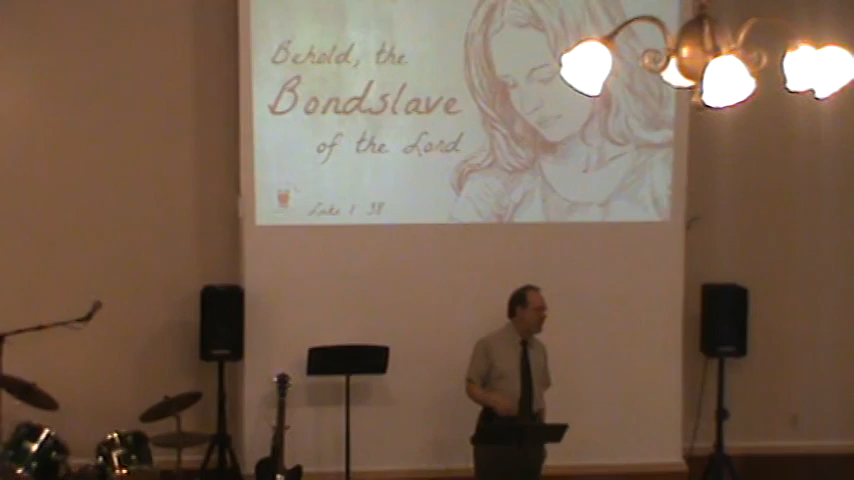 Behold, the
Bondslave
of the Lord
Luke 1 38